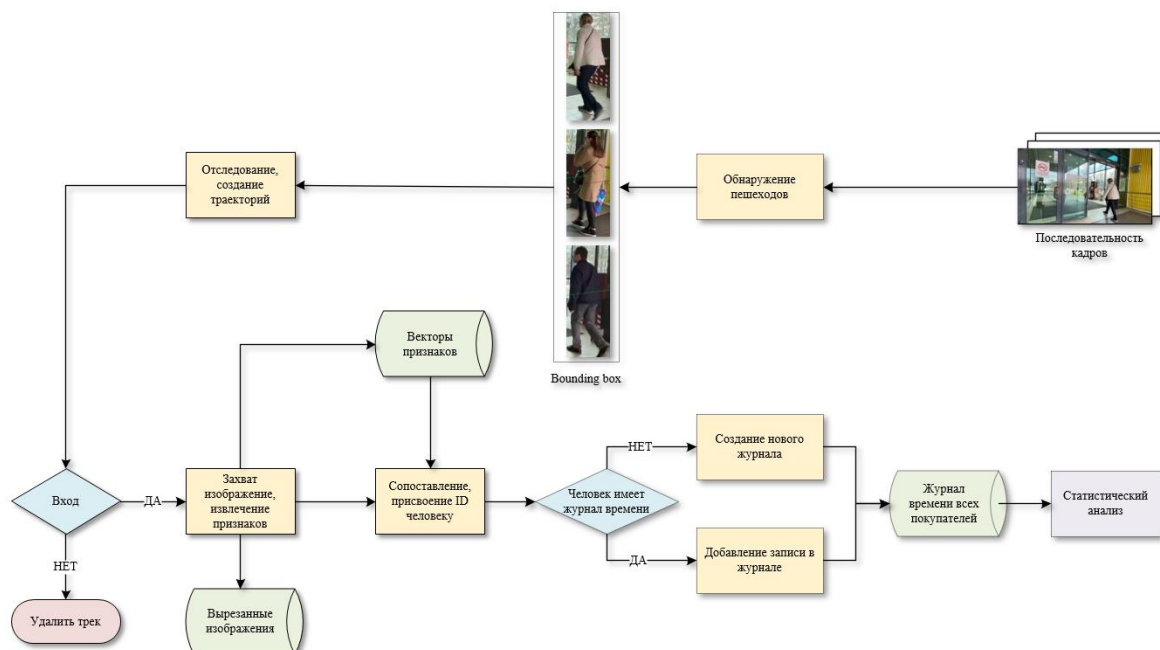 Отследование,
создание
траекторий
Обнаружение
пешеходов
Последовательность
кадров
Bounding box
Векторы
признаков
Вход
ДА
Захват
изображение,
извлечение
признаков
Сопоставление,
присвоение ID
человеку
Человек имеет
журнал времени
НЕТ
Создание нового
журнала
ДА
Добавление записи в
журнале
Журнал
времени всех
покупателей
Статистический
анализ
НЕТ
Удалить трек
Вырезанные
изображения